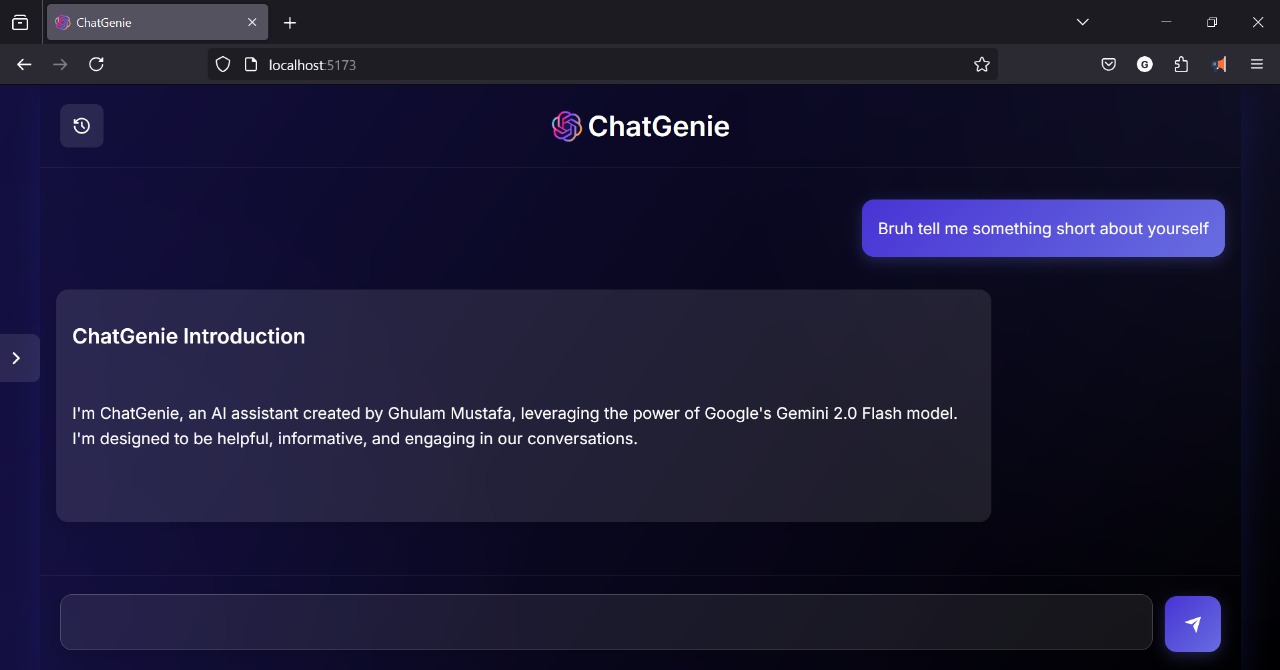 ChatGenie
localhost:5173
G
ChatGenie
Bruh tell me something short about yourself
ChatGenie Introduction
I'm ChatGenie, an AI assistant created by Ghulam Mustafa, leveraging the power of Google's Gemini 2.0 Flash model.
I'm designed to be helpful, informative, and engaging in our conversations.